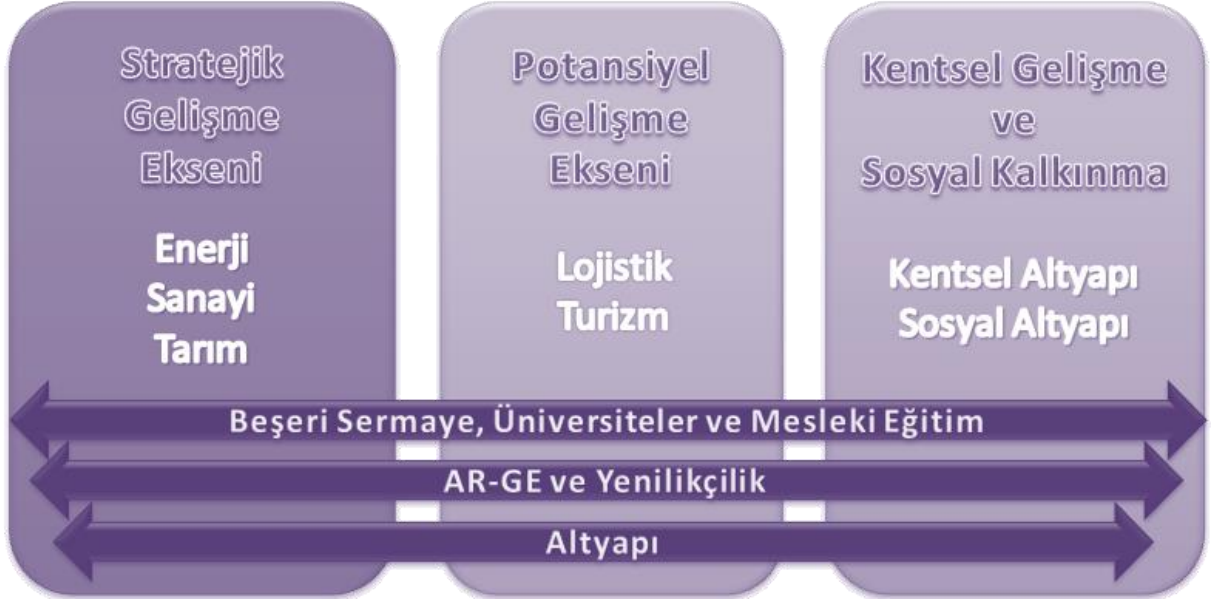 Stratejik
Gelişme
Ekseni
Enerji
Sanayi
Tarım
Potansiyel
Gelişme
Ekseni
Lojistik
Turizm
Kentsel Gelişme
ve
Sosyal Kalkınma
Kentsel Altyapı
Sosyal Altyapı
Beşeri Sermaye, Üniversiteler ve Mesleki Eğitim
AR-GE ve Yenilikçilik
Altyapı